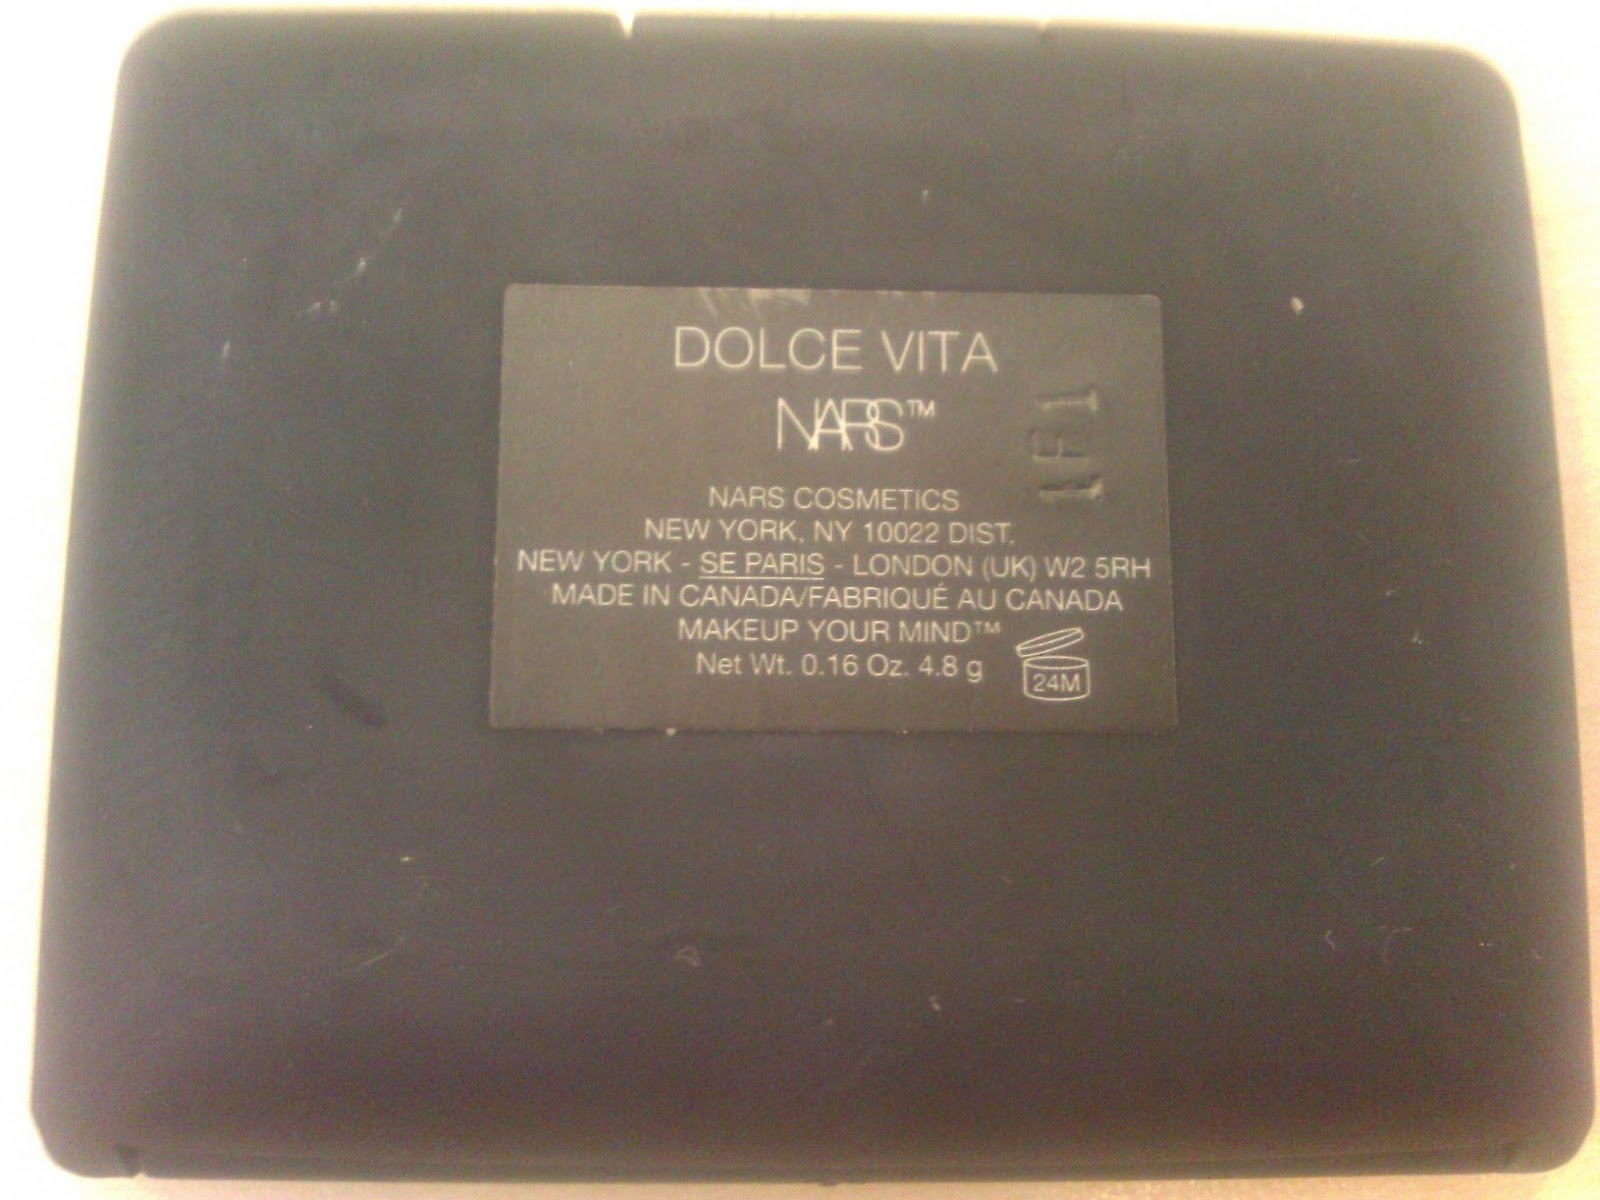 DOLCE VITA
NARS™
NARS COSMETICS
NEW YORK, NY 10022 DIST.
NEW YORK - SE PARIS - LONDON (UK) W2 5RH
MADE IN CANADA/FABRIQUÉ AU CANADA
MAKEUP YOUR MIND™
Net Wt. 0.16 Oz. 4.8 g
24M